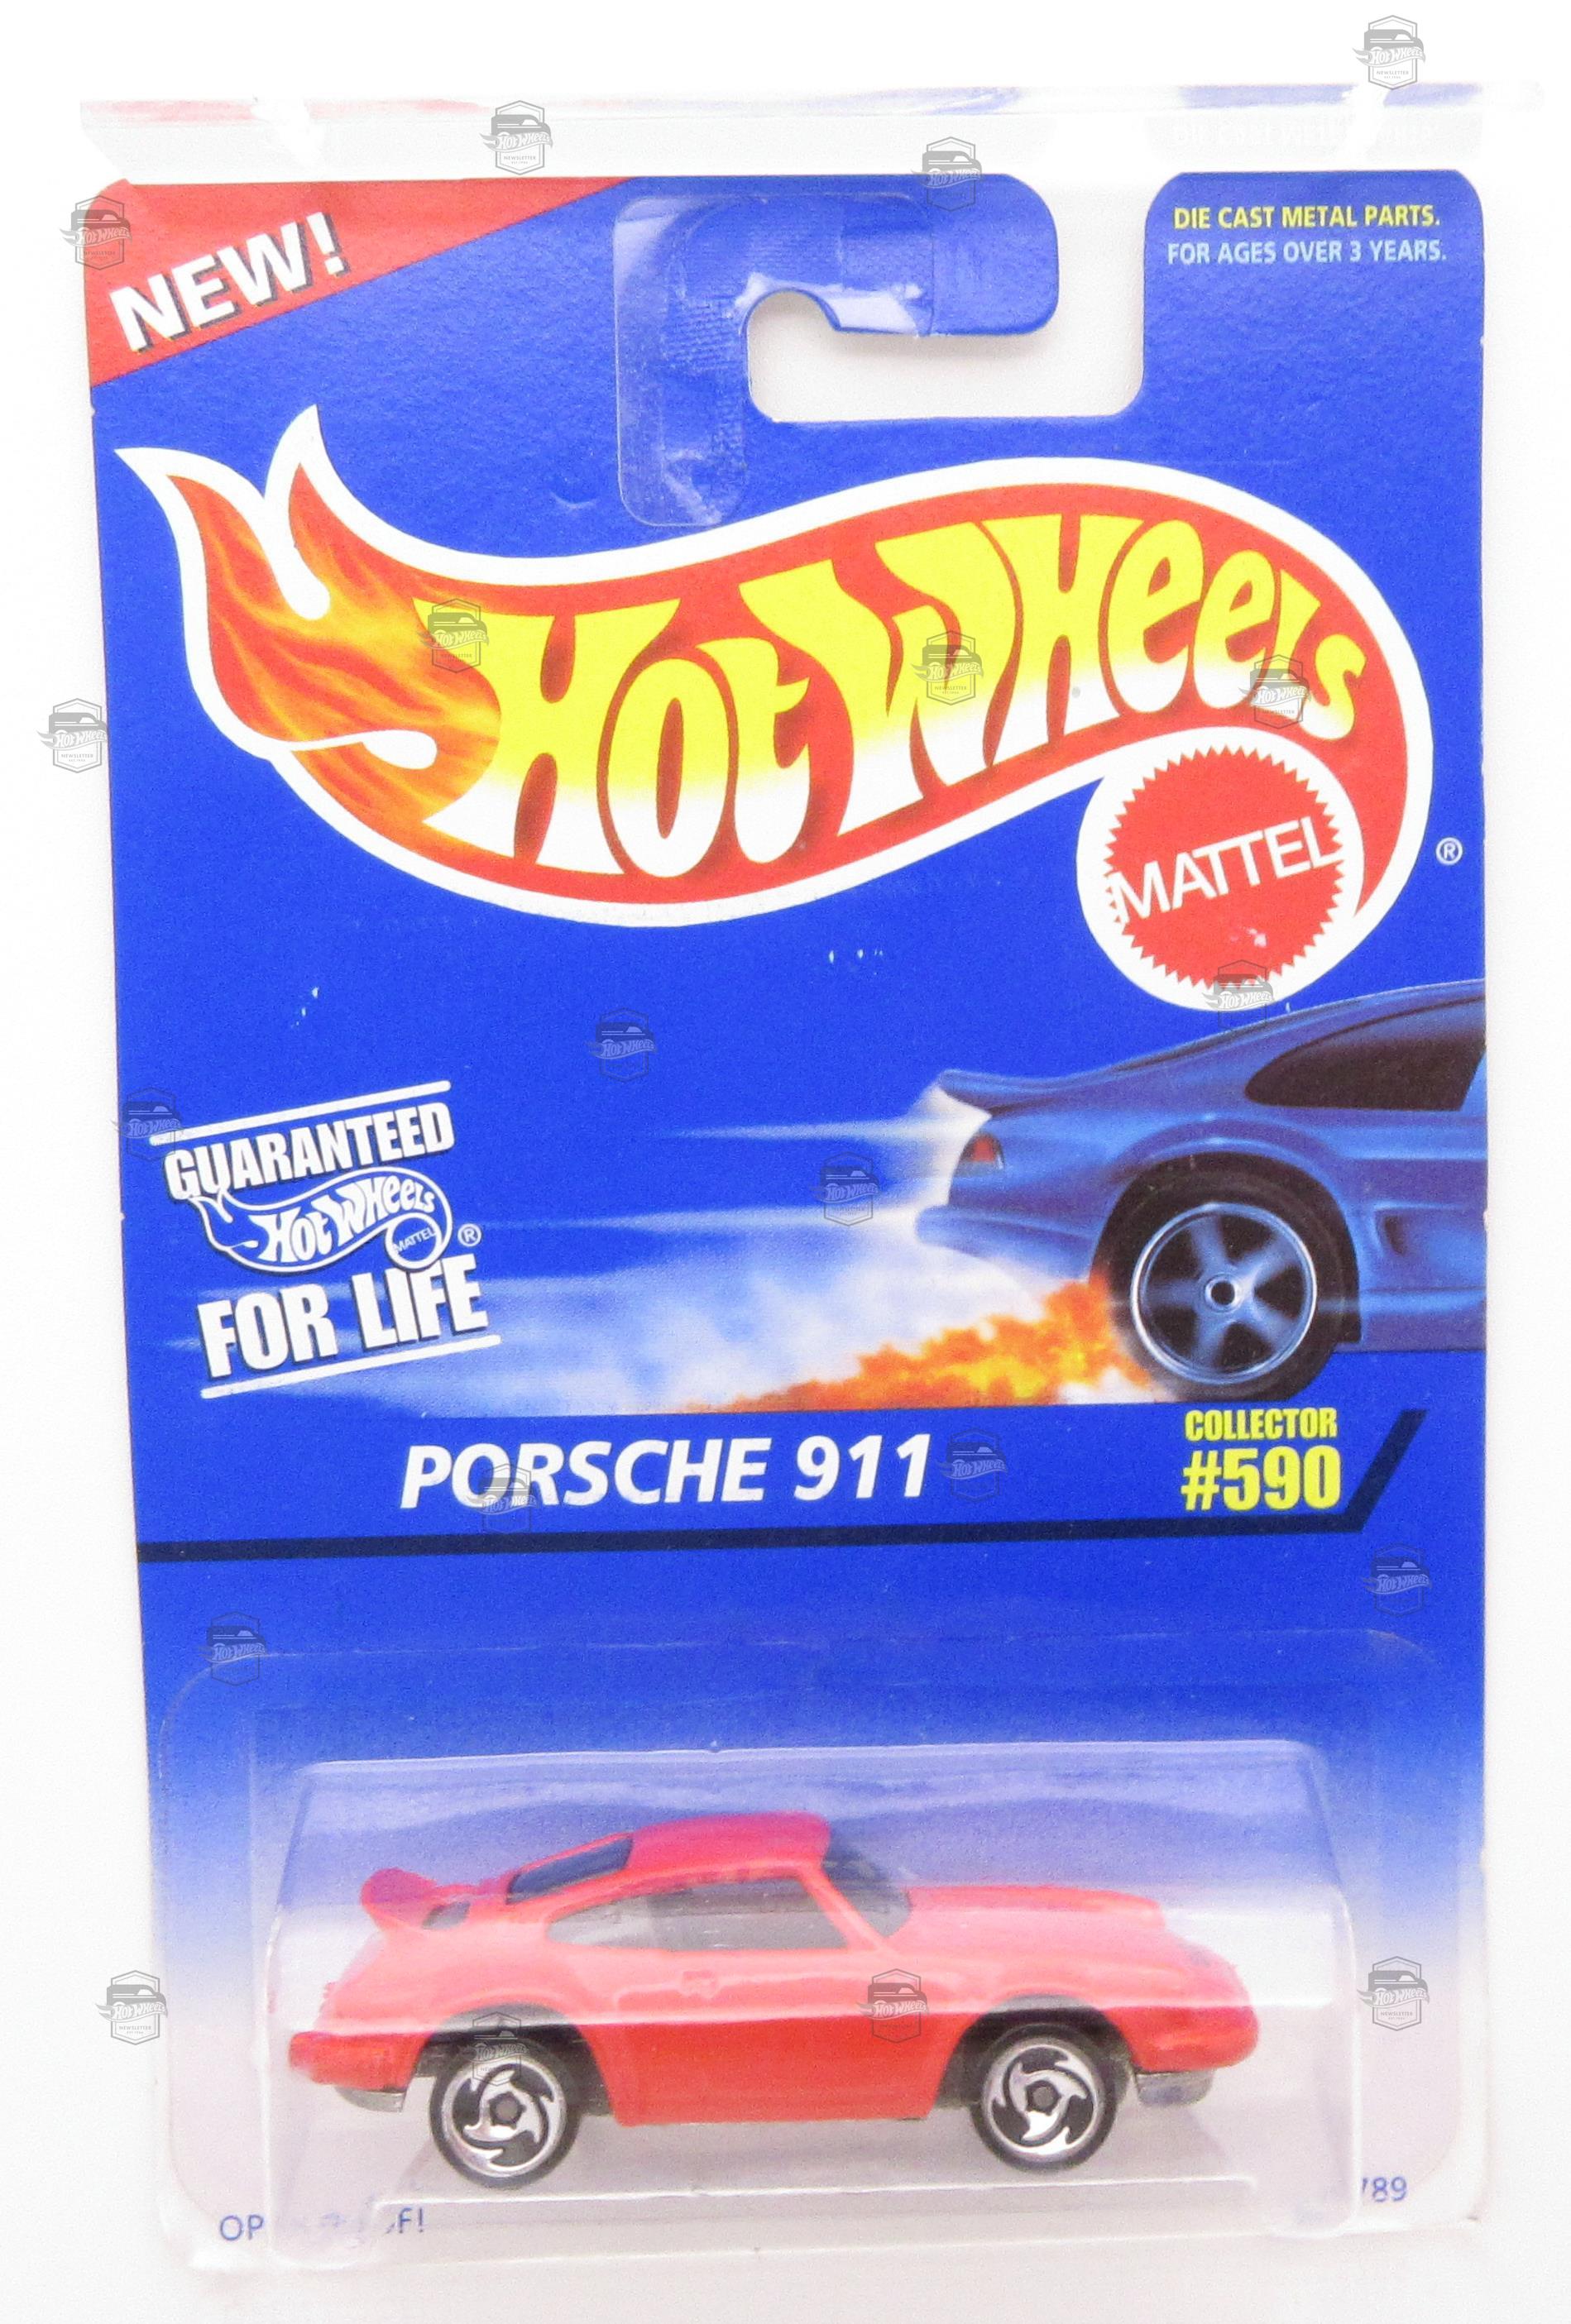 NEW!
DIE CAST METAL PARTS.
FOR AGES OVER 3 YEARS.
HOT WHEELS
MATTEL
®
GUARANTEED
HOT WHEELS
MATTEL
®
FOR LIFE
PORSCHE 911
COLLECTOR
#590